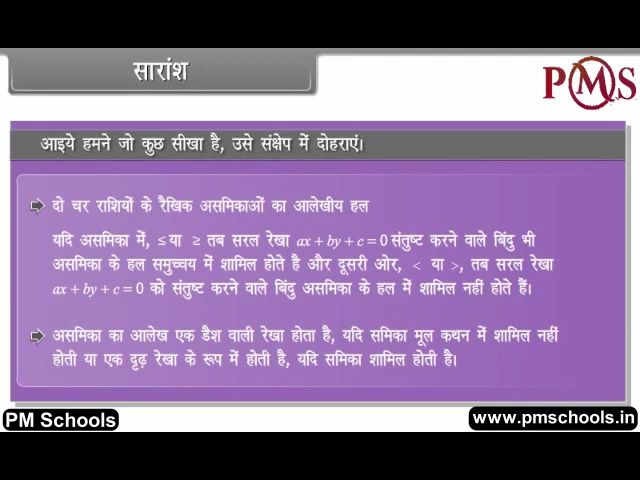 सारांश
PMS
आइये हमने जो कुछ सीखा है, उसे संक्षेप में दोहराएं।
दो चर राशियों के रैखिक असमिकाओं का आलेखीय हल
यदि असमिका में, ≤ या ≥ तब सरल रेखा ax + by + c = 0 संतुष्ट करने वाले बिंदु भी
असमिका के हल समुच्चय में शामिल होते है और दूसरी ओर, < या >, तब सरल रेखा
ax + by + c = 0 को संतुष्ट करने वाले बिंदु असमिका के हल में शामिल नहीं होते हैं।
असमिका का आलेख एक डैश वाली रेखा होता है, यदि समिका मूल कथन में शामिल नहीं
होती या एक दृढ़ रेखा के रूप में होती है, यदि समिका शामिल होती है।
PM Schools
www.pmschools.in